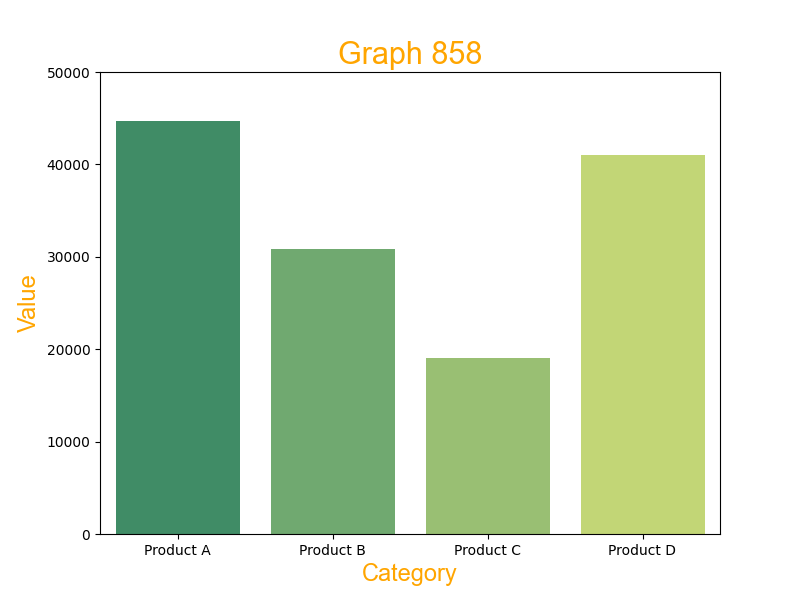 Graph 858
50000
40000
30000
20000
10000
0
Value
Product A
Product B
Product C
Product D
Category